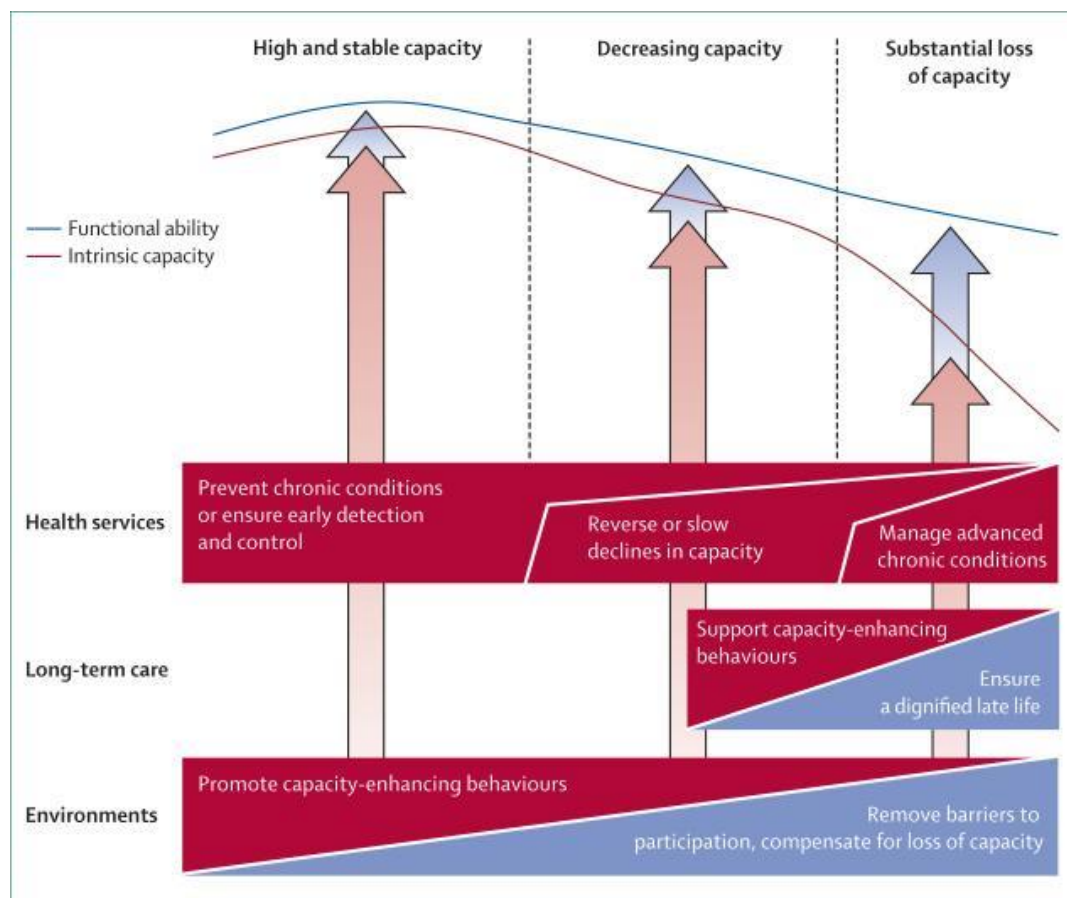 High and stable capacity
Decreasing capacity
Substantial loss
of capacity
Functional ability
Intrinsic capacity
Health services
Prevent chronic conditions
or ensure early detection
and control
Reverse or slow
declines in capacity
Manage advanced
chronic conditions
Long-term care
Support capacity-enhancing
behaviours
Ensure
a dignified late life
Environments
Promote capacity-enhancing behaviours
Remove barriers to
participation, compensate for loss of capacity